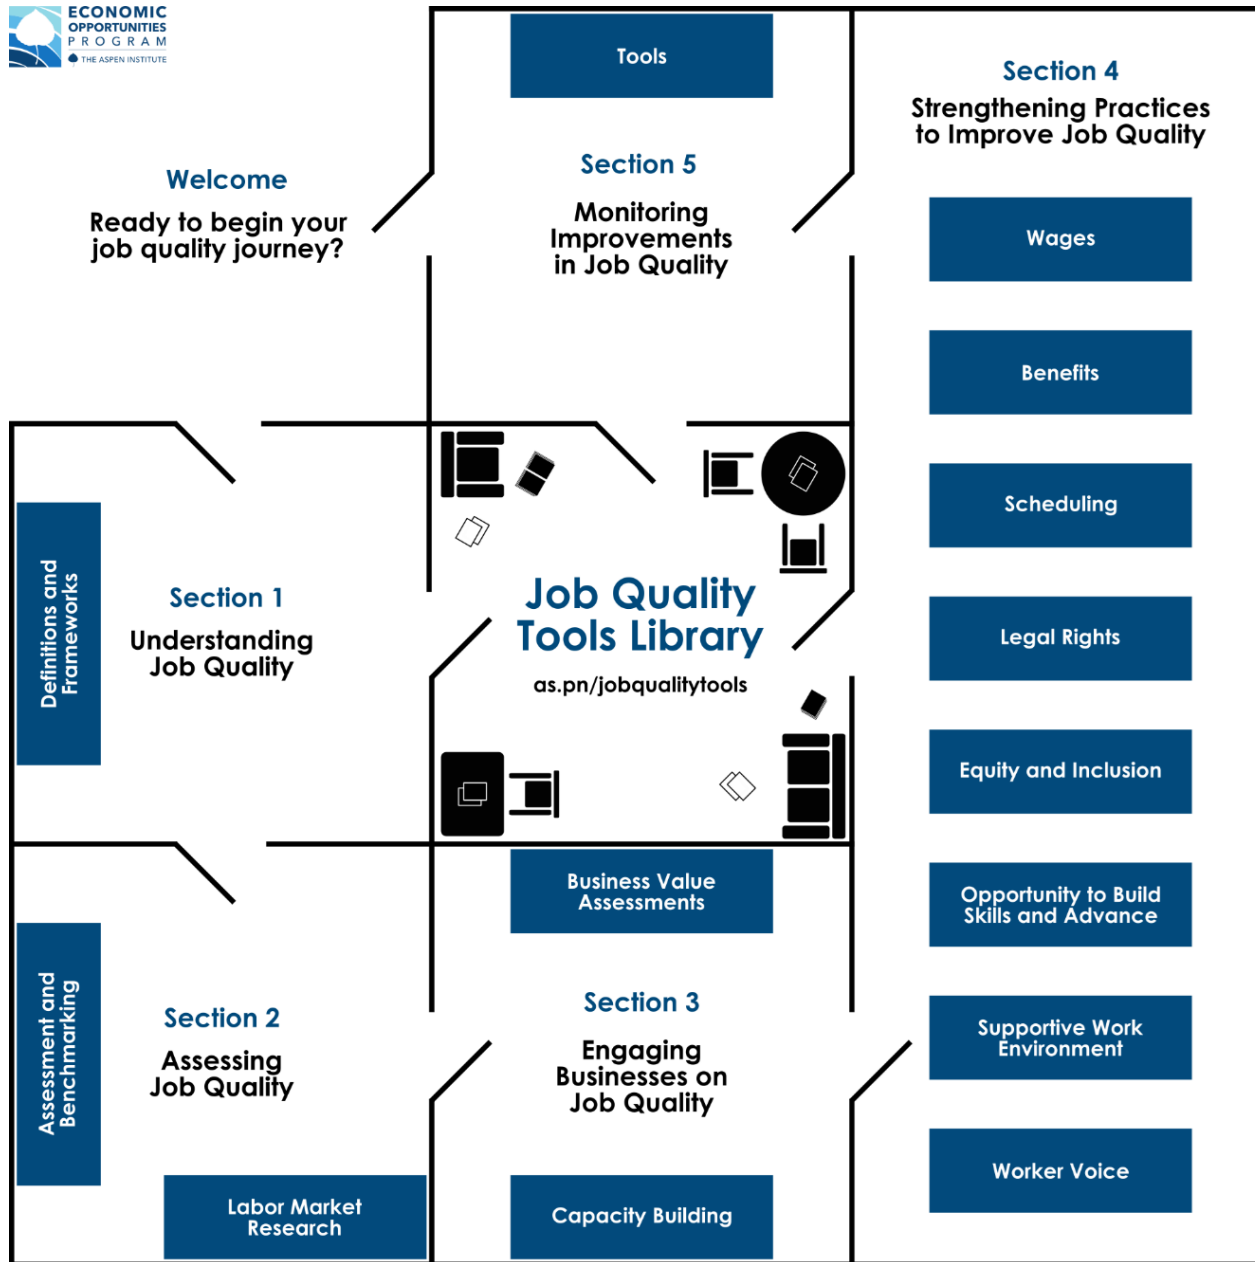 ECONOMIC
OPPORTUNITIES
PROGRAM
THE ASPEN INSTITUTE
Welcome
Ready to begin your
job quality journey?
Tools
Section 5
Monitoring
Improvements
in Job Quality
Section 4
Strengthening Practices
to Improve Job Quality
Wages
Benefits
Scheduling
Legal Rights
Equity and Inclusion
Opportunity to Build
Skills and Advance
Supportive Work
Environment
Worker Voice
Definitions and
Frameworks
Section 1
Understanding
Job Quality
Job Quality
Tools Library
as.pn/jobqualitytools
Assessment and
Benchmarking
Section 2
Assessing
Job Quality
Labor Market
Research
Business Value
Assessments
Section 3
Engaging
Businesses on
Job Quality
Capacity Building